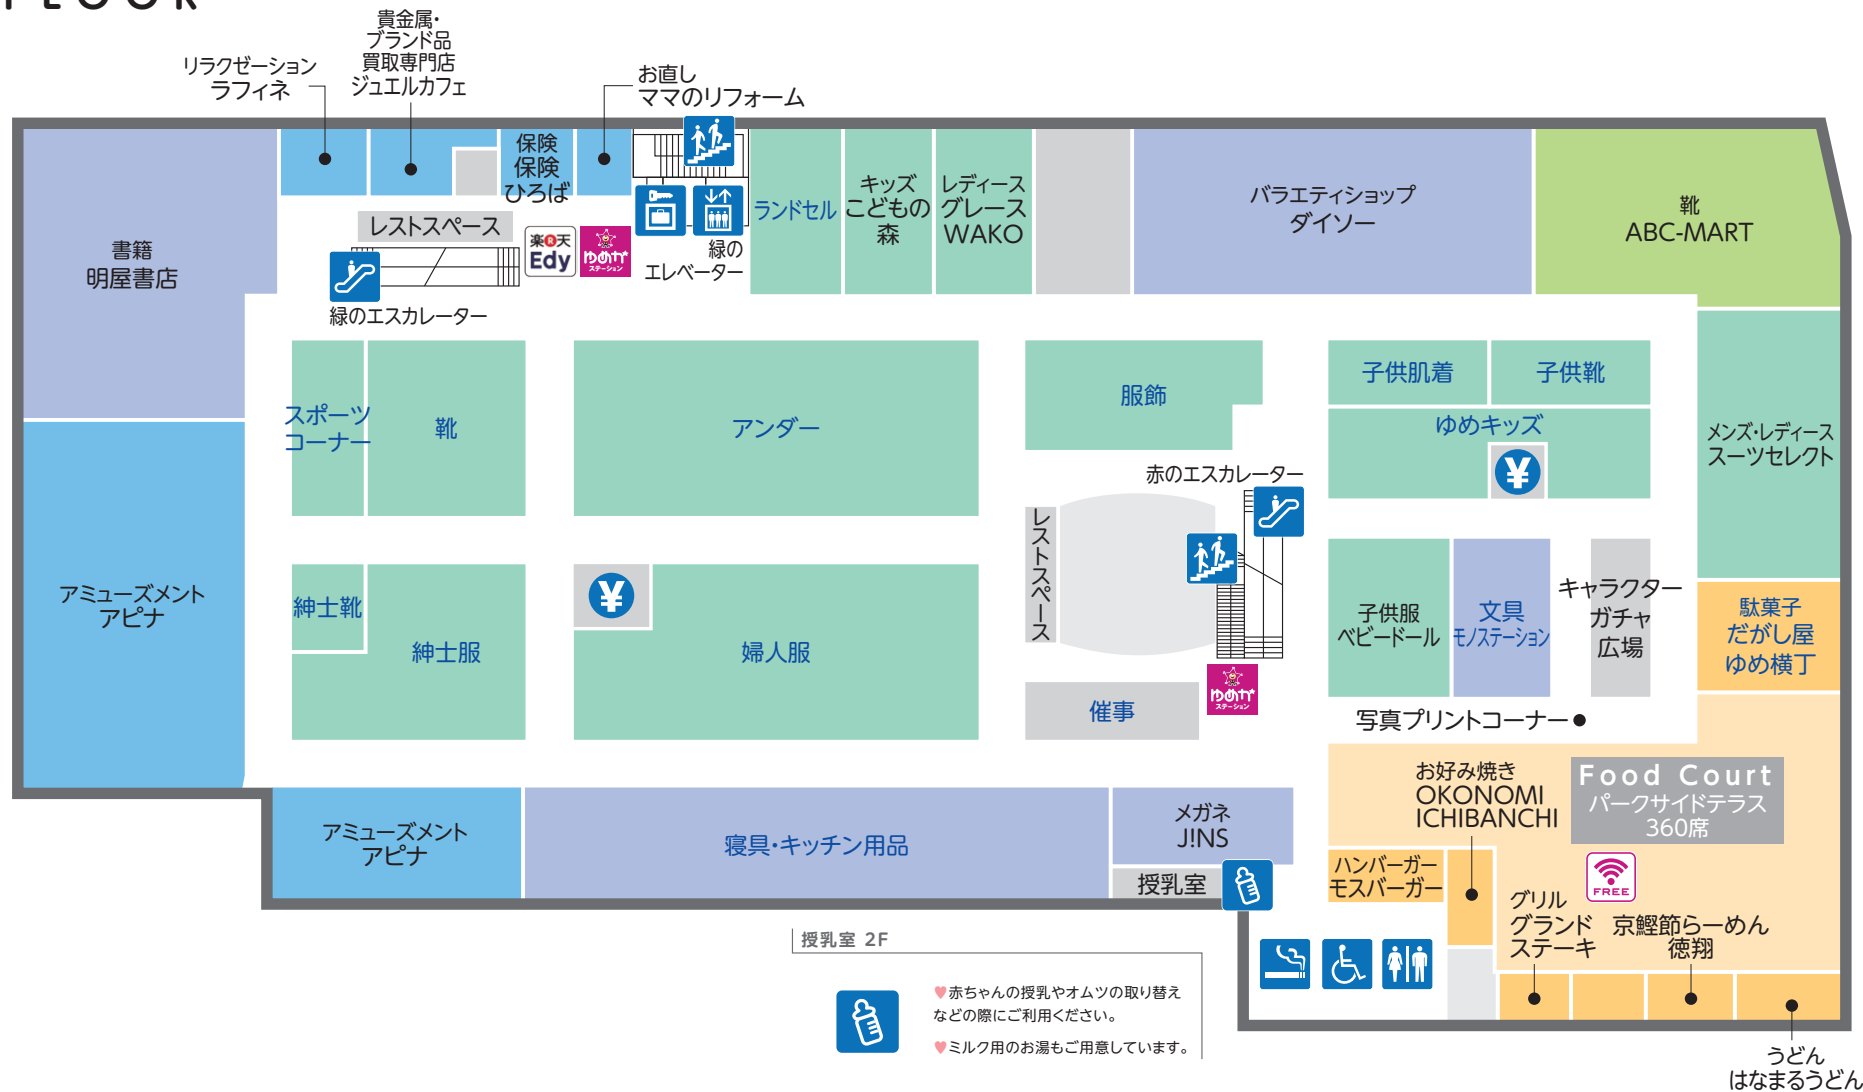 FLOOR
貴金属・
ブランド品
買取専門店
ジュエルカフェ
リラクゼーション
ラフィネ
お直し
ママのリフォーム
保険
保険
ひろば
書籍
明屋書店
レストスペース
楽R天
Edy
ゆめか
ステーション
緑の
エレベーター
緑のエスカレーター
ランドセル
キッズ
こどもの
森
レディース
グレース
WAKO
バラエティショップ
ダイソー
靴
ABC-MART
スポーツ
コーナー
靴
アンダー
服飾
子供肌着
子供靴
ゆめキッズ
¥
メンズ・レディース
スーツセレクト
赤のエスカレーター
レストスペース
アミューズメント
アピナ
紳士靴
紳士服
¥
婦人服
催事
ゆめか
ステーション
子供服
ベビードール
文具
モノステーション
キャラクター
ガチャ
広場
駄菓子
だがし屋
ゆめ横丁
写真プリントコーナー
アミューズメント
アピナ
寝具・キッチン用品
メガネ
J!NS
授乳室
お好み焼き
OKONOMI
ICHIBANCHI
Food Court
パークサイドテラス
360席
ハンバーガー
モスバーガー
FREE
グリル
グランド
ステーキ
京鰹節らーめん
徳翔
うどん
はなまるうどん
授乳室 2F
♥赤ちゃんの授乳やオムツの取り替え
などの際にご利用ください。
♥ミルク用のお湯もご用意しています。